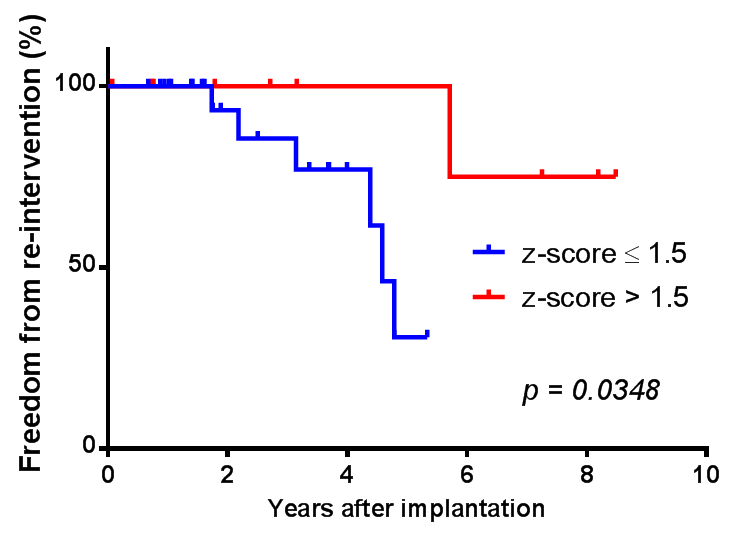 Freedom from re-intervention (%)
100
50
0
z-score ≤ 1.5
z-score > 1.5
p = 0.0348
0 2 4 6 8 10
Years after implantation